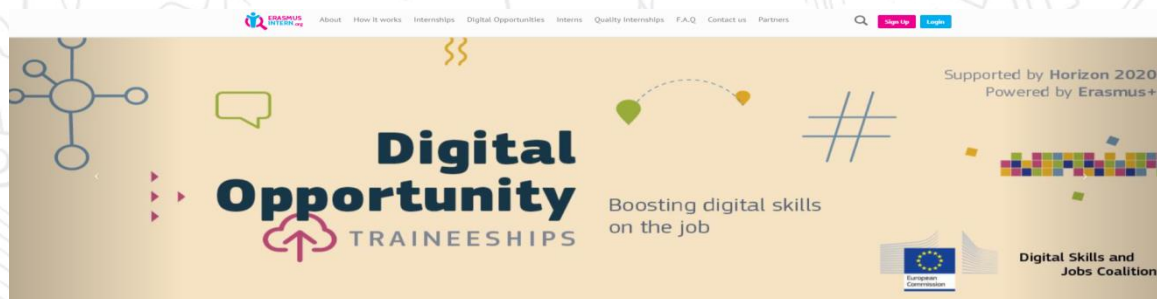 ERASMUS
INTERN.org
About How it works Internships Digital Opportunities Interns Quality Internships F.A.Q Contact us Partners
Sign Up Login
Supported by Horizon 2020
Powered by Erasmus+
Digital
Opportunity
TRAINEESHIPS
Boosting digital skills
on the job
European
Commission
Digital Skills and
Jobs Coalition